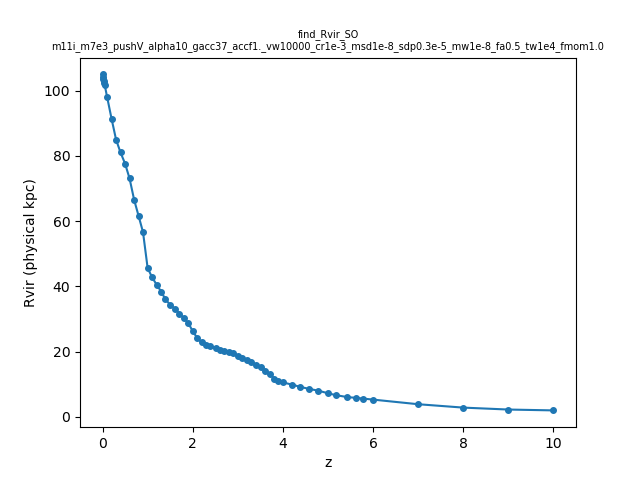 find_Rvir_SO
m11i_m7e3_pushV_alpha10_gacc37_accf1._vw10000_cr1e-3_msd1e-8_sdp0.3e-5_mw1e-8_fa0.5_tw1e4_fmom1.0
100
80
60
40
20
0
Rvir (physical kpc)
0 2 4 6 8 10
z